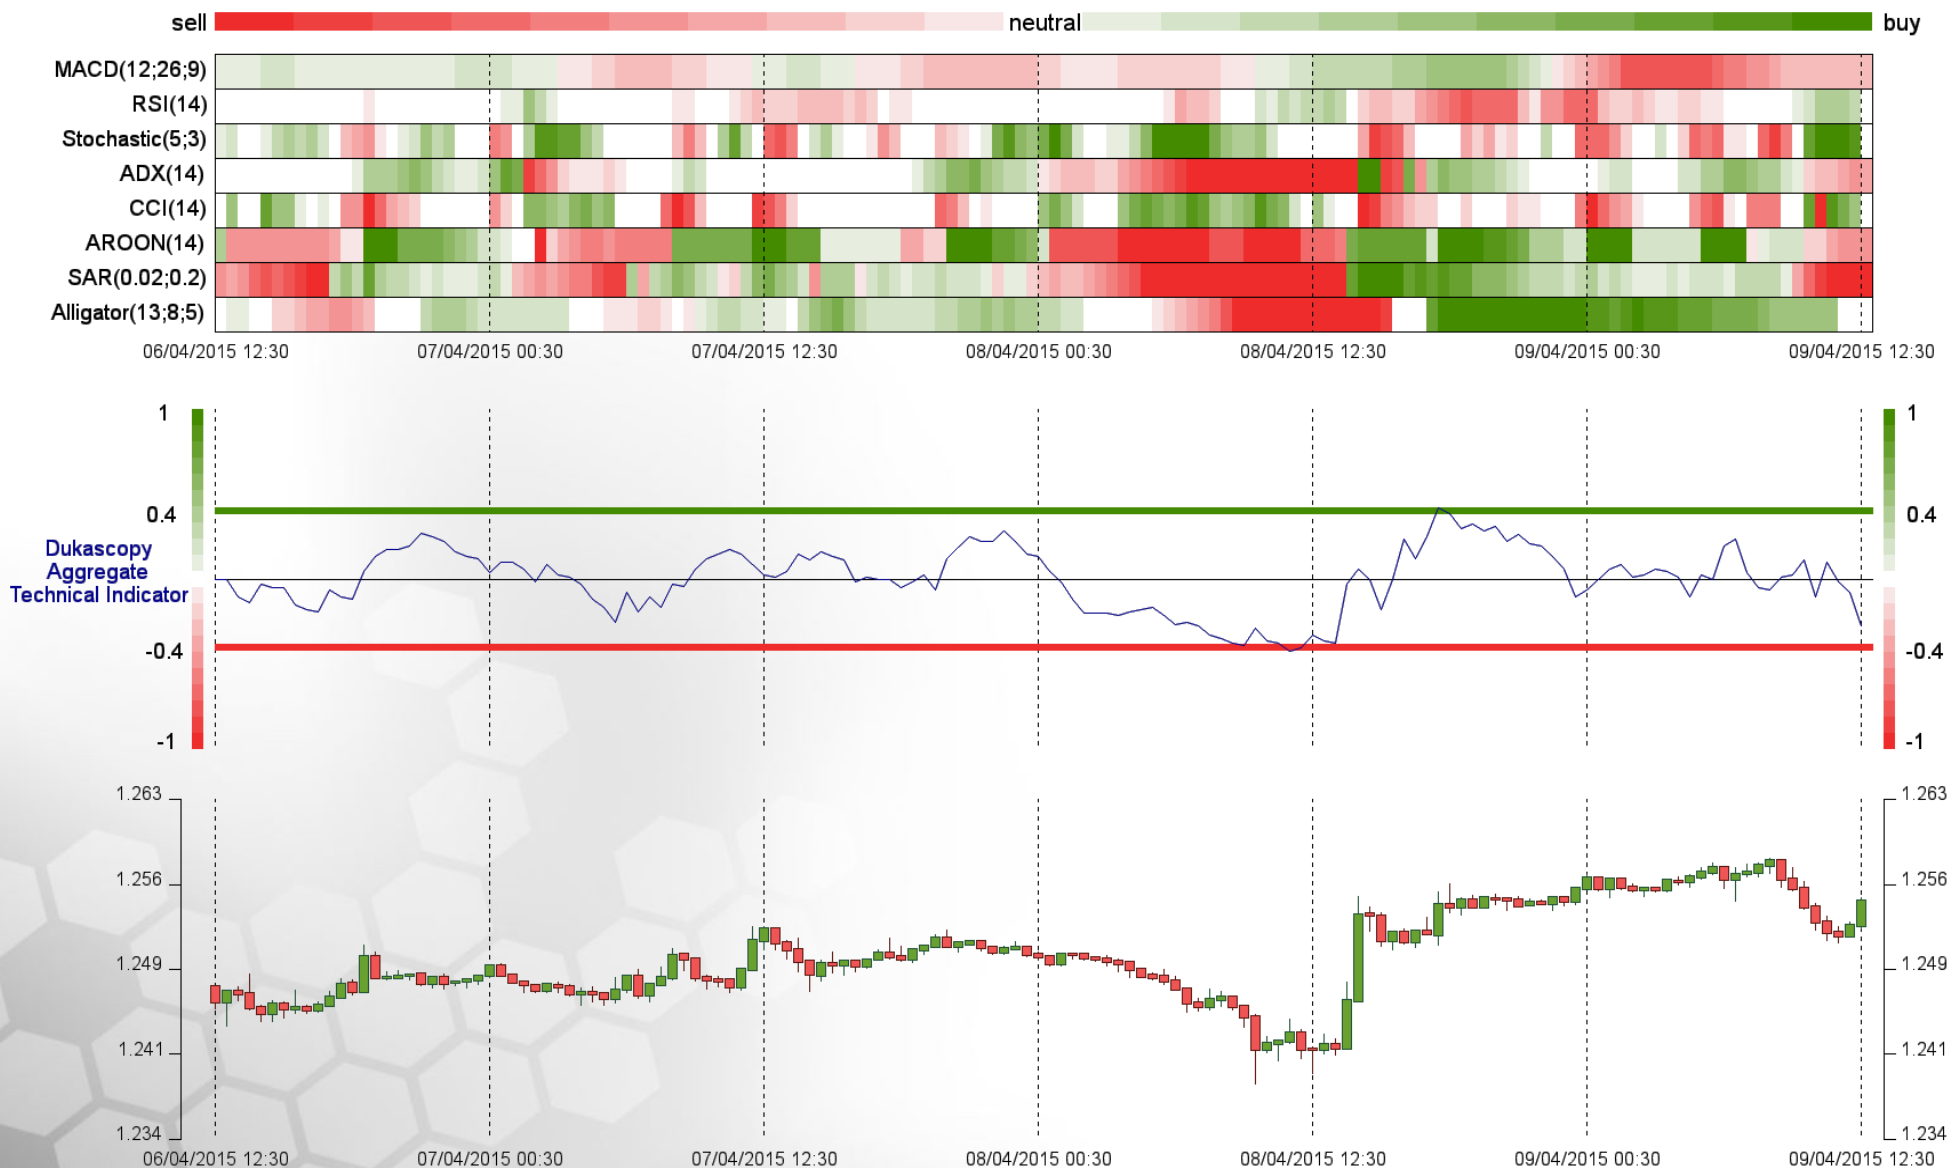 sell neutral buy
MACD(12;26;9)
RSI(14)
Stochastic(5;3)
ADX(14)
CCI(14)
AROON(14)
SAR(0.02;0.2)
Alligator(13;8;5)
06/04/2015 12:30 07/04/2015 00:30 07/04/2015 12:30 08/04/2015 00:30 08/04/2015 12:30 09/04/2015 00:30 09/04/2015 12:30
1 1
0.4 0.4
Dukascopy
Aggregate
Technical Indicator
-0.4 -0.4
-1 -1
1.263 1.263
1.256 1.256
1.249 1.249
1.241 1.241
1.234 1.234
06/04/2015 12:30 07/04/2015 00:30 07/04/2015 12:30 08/04/2015 00:30 08/04/2015 12:30 09/04/2015 00:30 09/04/2015 12:30